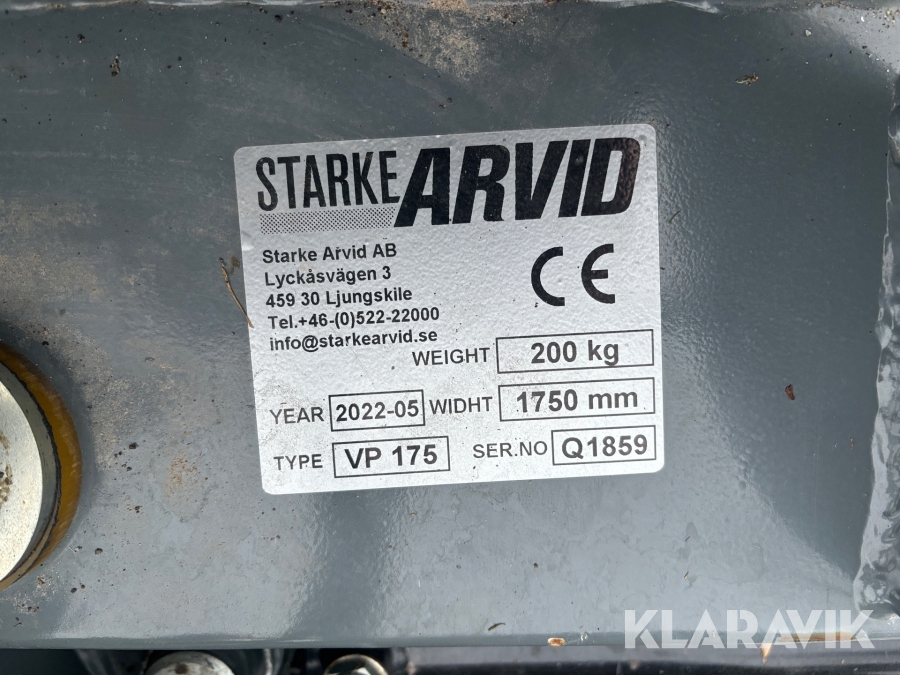 STARKE ARVID
Starke Arvid AB
Lyckåsvägen 3
459 30 Ljungskile
Tel.+46-(0)522-22000
info@starkearvid.se
CE
WEIGHT 200 kg
YEAR 2022-05 WIDHT 1750 mm
TYPE VP 175 SER.NO Q1859
KLARAVIK